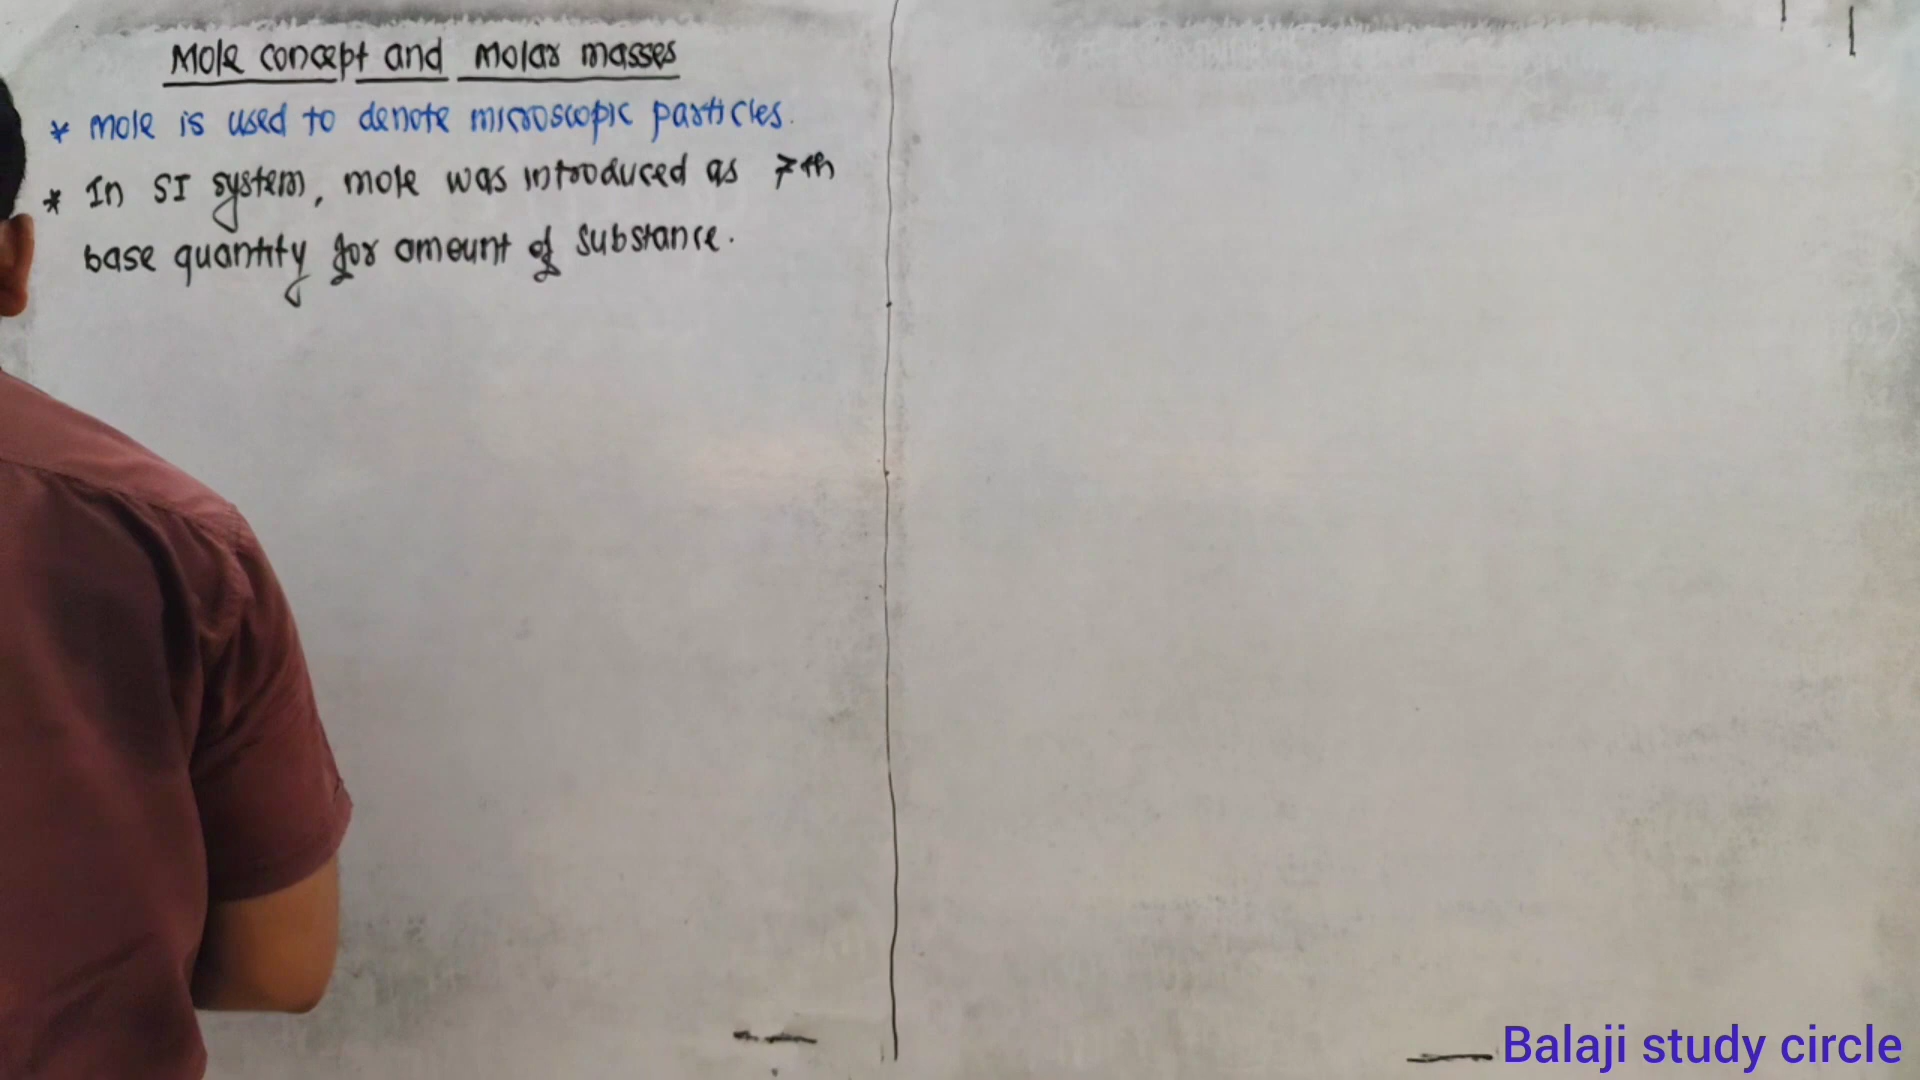 Mole concept and molar masses
* mole is used to denote microscopic particles.
* In SI system, mole was introduced as 7th
base quantity for amount of substance.
Balaji study circle